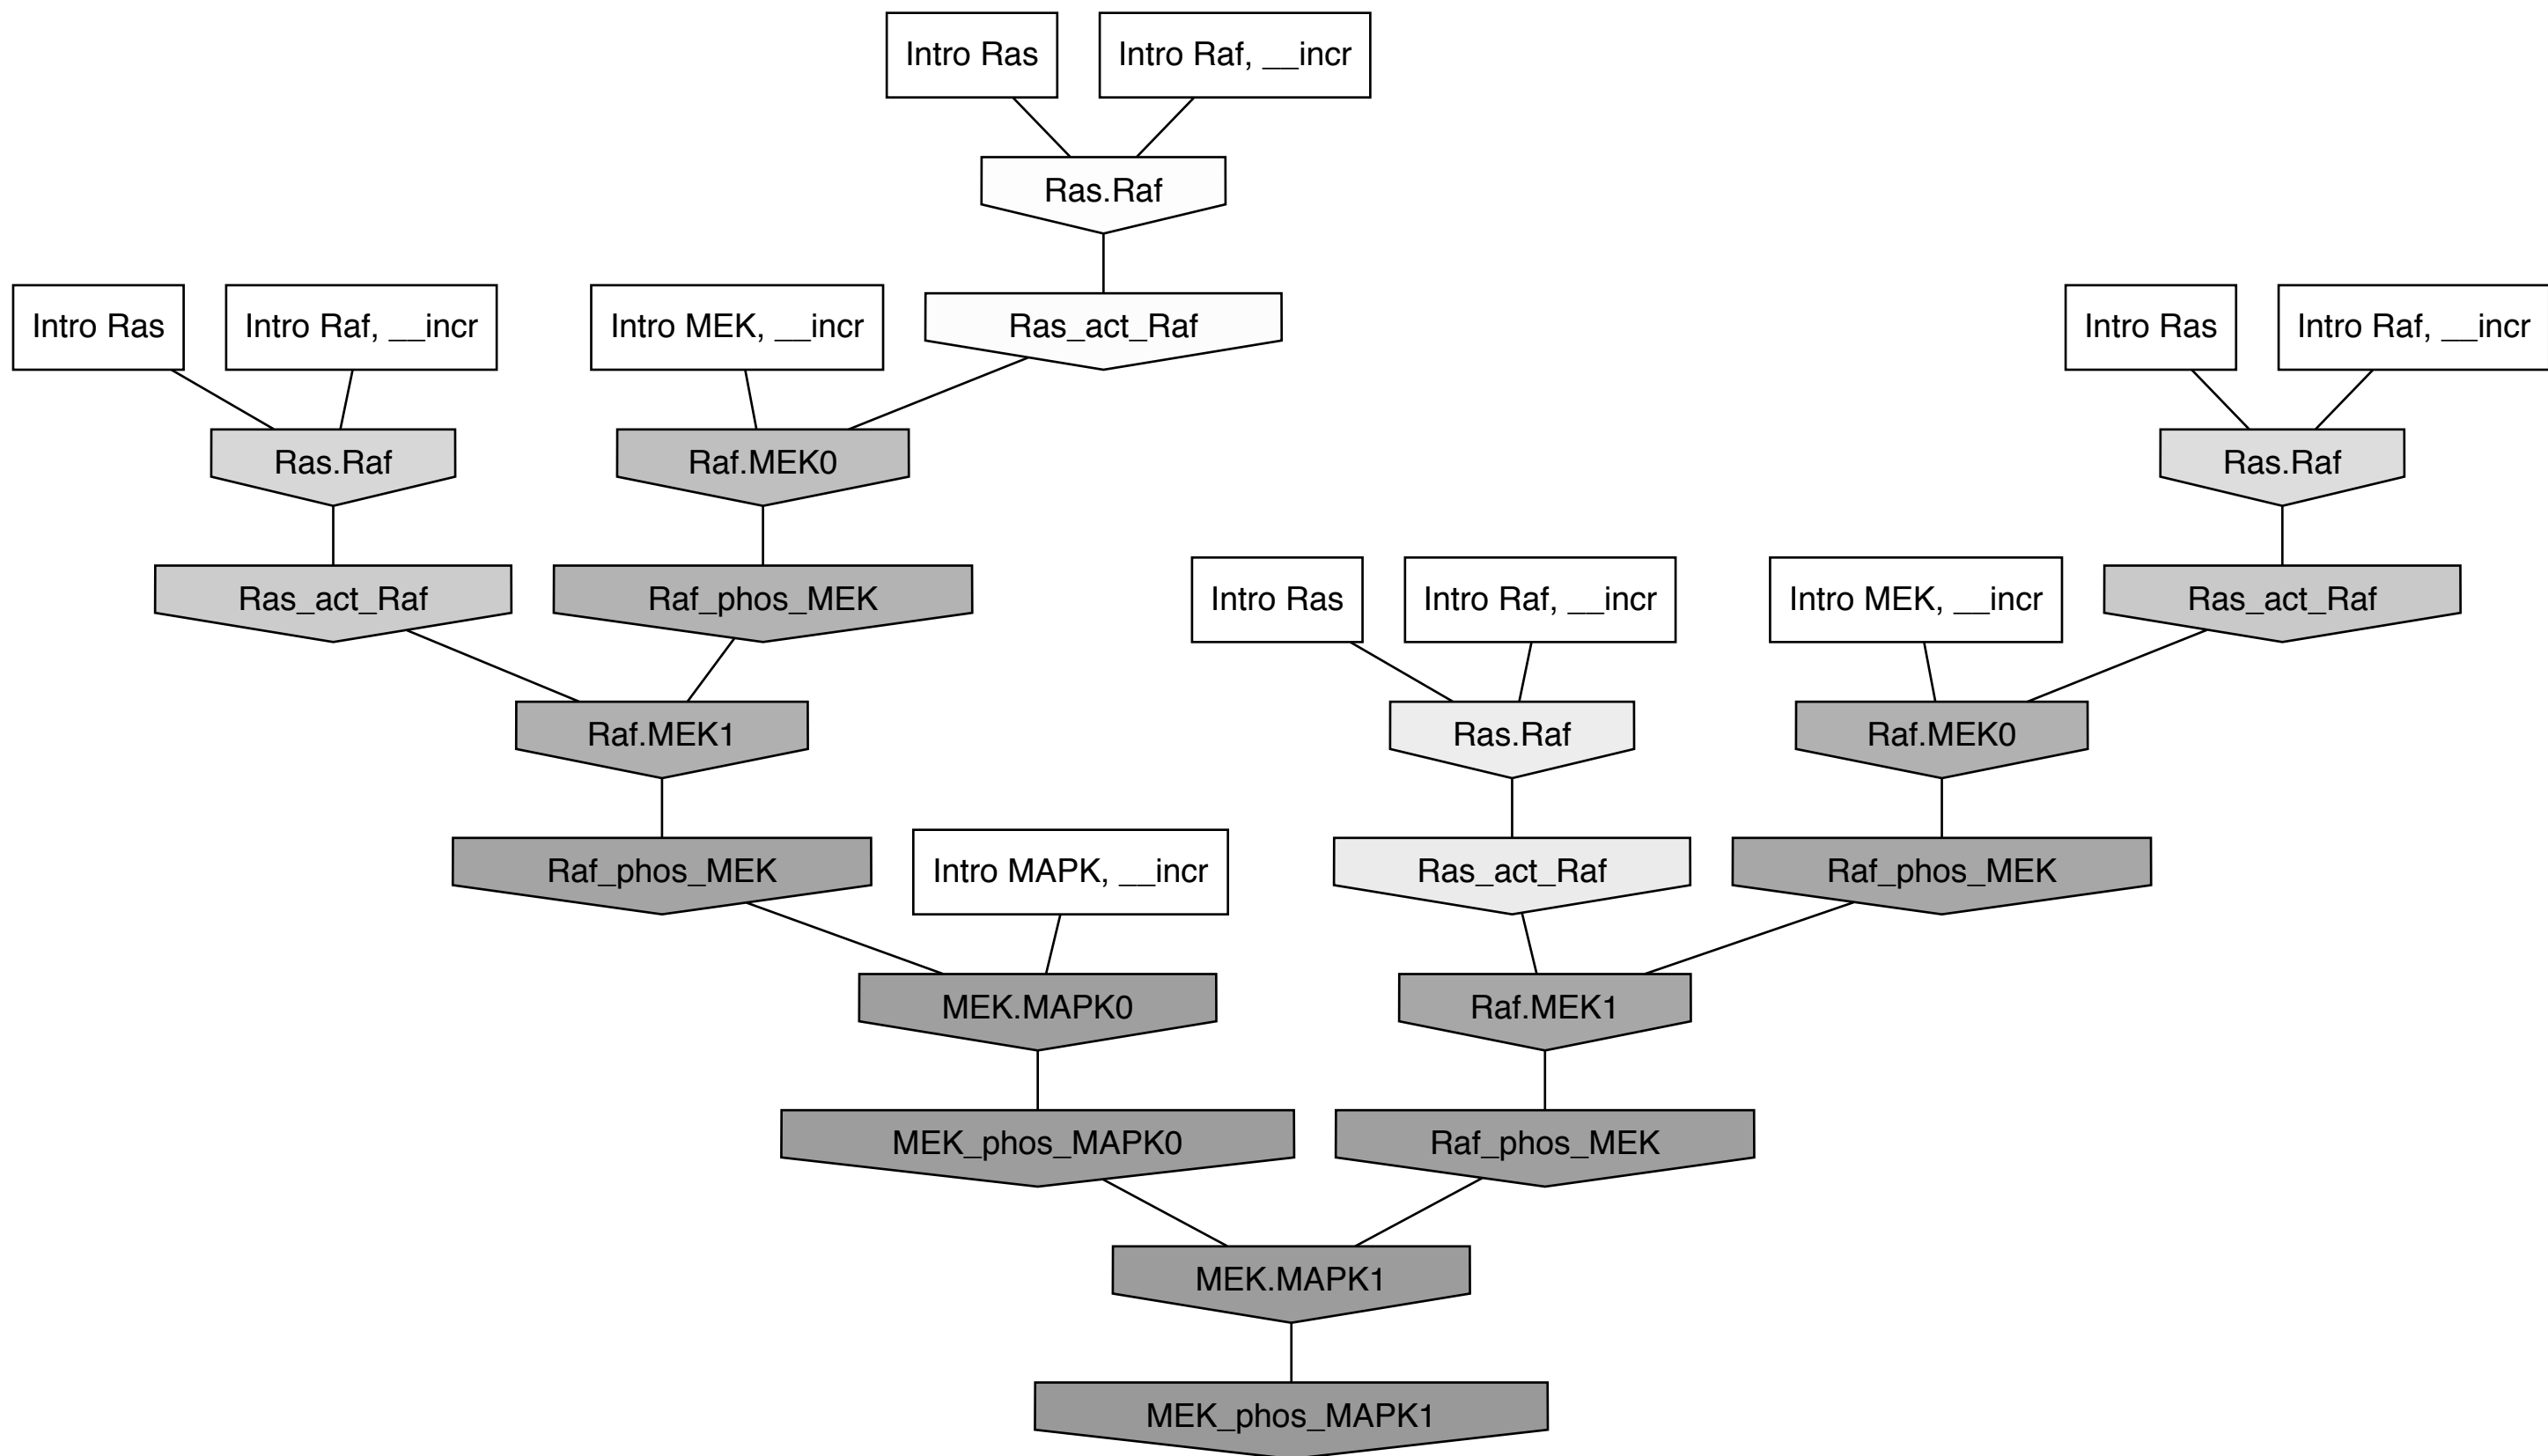 Intro Ras
Intro Raf, __incr
Ras.Raf
Intro Ras
Intro Raf, __incr
Intro MEK, __incr
Ras_act_Raf
Intro Ras
Intro Raf, __incr
Ras.Raf
Raf.MEK0
Ras.Raf
Ras_act_Raf
Raf_phos_MEK
Intro Ras
Intro Raf, __incr
Intro MEK, __incr
Ras_act_Raf
Raf.MEK1
Ras.Raf
Raf.MEK0
Raf_phos_MEK
Intro MAPK, __incr
Ras_act_Raf
Raf_phos_MEK
MEK.MAPK0
Raf.MEK1
MEK_phos_MAPK0
Raf_phos_MEK
MEK.MAPK1
MEK_phos_MAPK1